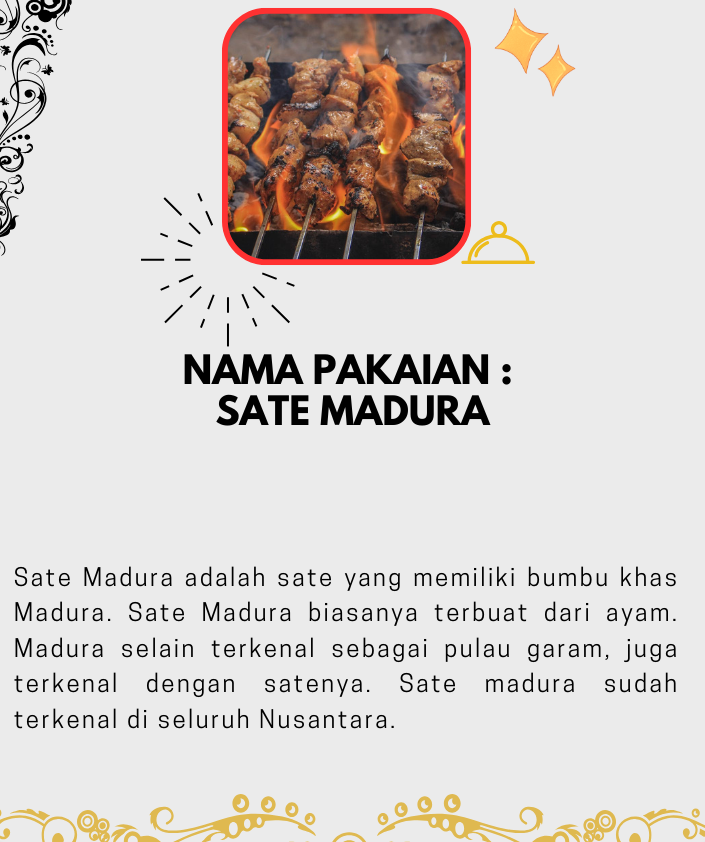 NAMA PAKAIAN :
SATE MADURA
Sate Madura adalah sate yang memiliki bumbu khas
Madura. Sate Madura biasanya terbuat dari ayam.
Madura selain terkenal sebagai pulau garam, juga
terkenal dengan satenya. Sate madura sudah
terkenal di seluruh Nusantara.